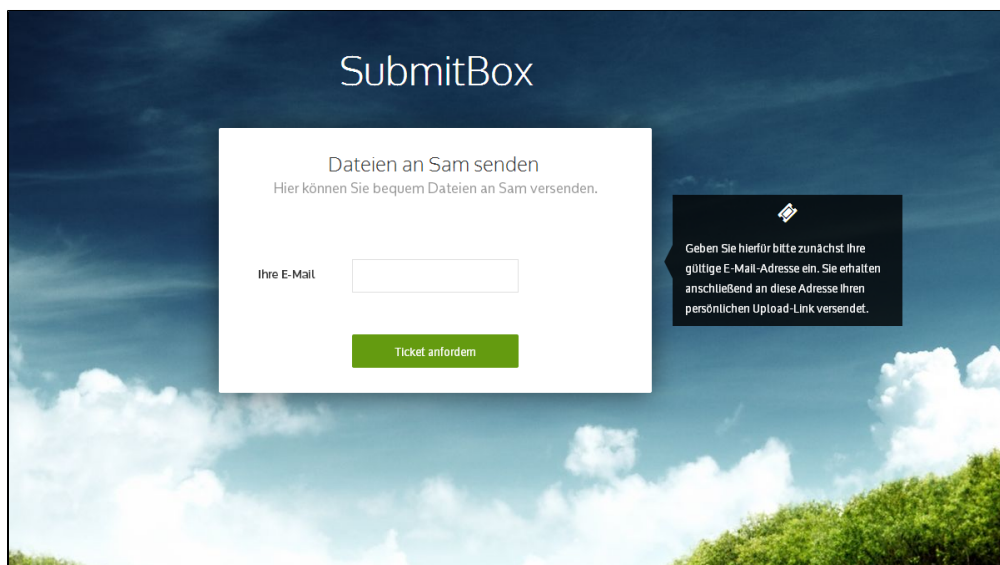 SubmitBox
Dateien an Sam senden
Hier können Sie bequem Dateien an Sam versenden.
Ihre E-Mail
Ticket anfordern
Geben Sie hierfür bitte zunächst Ihre
gültige E-Mail-Adresse ein. Sie erhalten
anschließend an diese Adresse Ihren
persönlichen Upload-Link versendet.